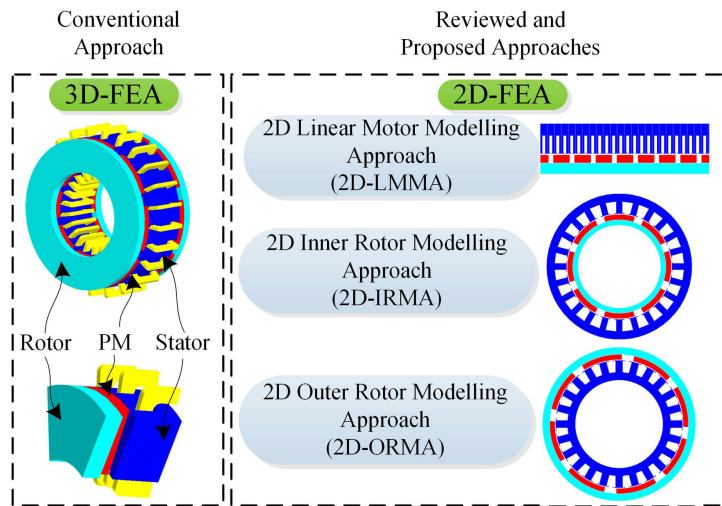 Conventional
Approach
3D-FEA
Rotor
PM
Stator
Reviewed and
Proposed Approaches
2D-FEA
2D Linear Motor Modelling
Approach
(2D-LMMA)
2D Inner Rotor Modelling
Approach
(2D-IRMA)
2D Outer Rotor Modelling
Approach
(2D-ORMA)